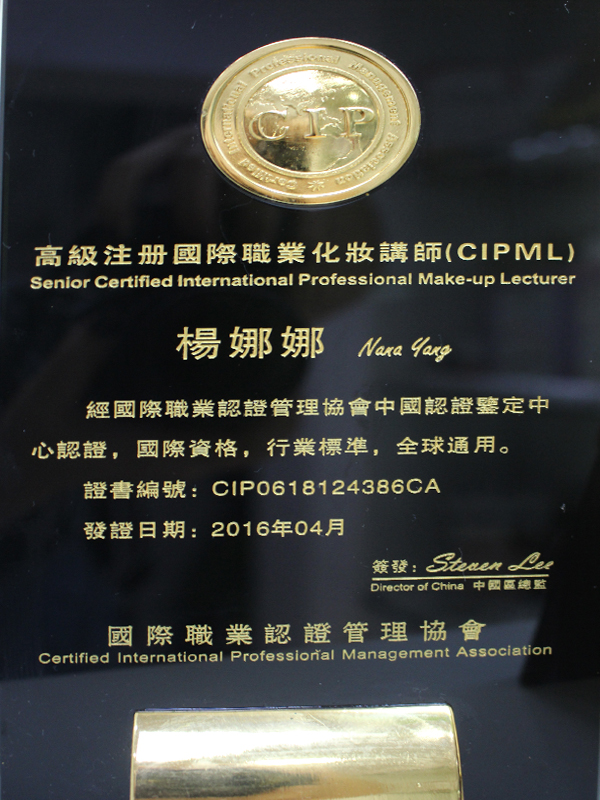 Certified International Professional Management Association
CIP
高級注册國際職業化妝講師(CIPML)
Senior Certified International Professional Make-up Lecturer
楊娜娜 Nana Yang
經國際職業認證管理協會中國認證鑒定中
心認證，國際資格，行業標準，全球通用。
證書編號：CIP0618124386CA
發證日期：2016年04月
簽發：Steven Lee
Director of China 中國區總監
國際職業認證管理協會
Certified International Professional Management Association